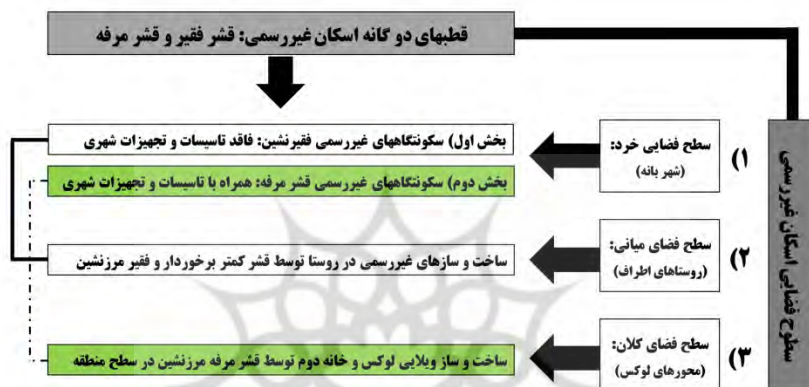 قطبهای دو گانه اسکان غیررسمی: قشر فقیر و قشر مرفه
سطوح فضایی اسکان غیررسمی
۱)
سطح فضایی خرد:
(شهر بانه)
بخش اول) سکونتگاههای غیررسمی فقیرنشین: فاقد تاسیسات و تجهیزات شهری
بخش دوم) سکونتگاههای غیررسمی قشر مرفه: همراه با تاسیسات و تجهیزات شهری
۲)
سطح فضای میانی:
(روستاهای اطراف)
ساخت و سازهای غیررسمی در روستا توسط قشر کمتر برخوردار و فقیر مرزنشین
۳)
سطح فضای کلان:
(محورهای لوکس)
ساخت و ساز ویلایی لوکس و خانه دوم توسط قشر مرفه مرزنشین در سطح منطقه